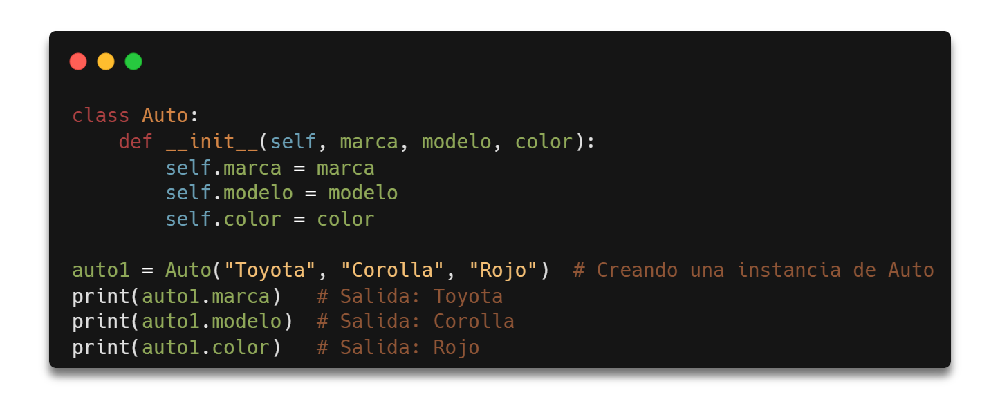 class Auto:
    def __init__(self, marca, modelo, color):
        self.marca = marca
        self.modelo = modelo
        self.color = color

auto1 = Auto("Toyota", "Corolla", "Rojo")  # Creando una instancia de Auto
print(auto1.marca)   # Salida: Toyota
print(auto1.modelo)  # Salida: Corolla
print(auto1.color)   # Salida: Rojo